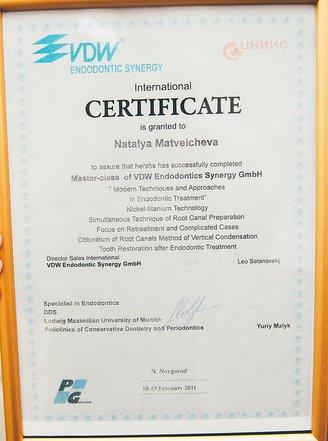 VDW®
ENDODONTIC SYNERGY
ЦНИИС
International
CERTIFICATE
is granted to
Natalya Matveicheva
to assure that he/she has successfully completed
Master-class of VDW Endodontics Synergy GmbH
" Modern Techniques and Approaches
in Endodontic Treatment"
Nickel-titanium Technology
Simultaneous Technique of Root Canal Preparation
Focus on Retreatment and Complicated Cases
Obturation of Root Canals Method of Vertical Condensation
Tooth Restoration after Endodontic Treatment
Director Sales International
VDW Endodontic Synergy GmbH
Leo Satanovskij
Specialist in Endodontics
DDS
Ludwig Maximilian University of Munich
Policlinics of Conservative Dentistry and Periodontics
Yuriy Malyk
N. Novgorod
18-19 February 2011
PG